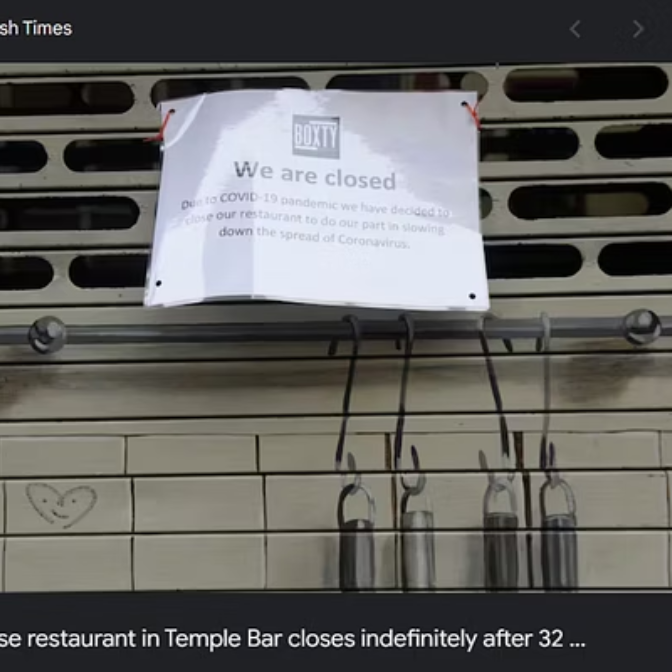 sh Times
BOXTY
We are closed
Due to COVID-19 pandemic we have decided to
close our restaurant to do our part in slowing
down the spread of Coronavirus.
se restaurant in Temple Bar closes indefinitely after 32 ...